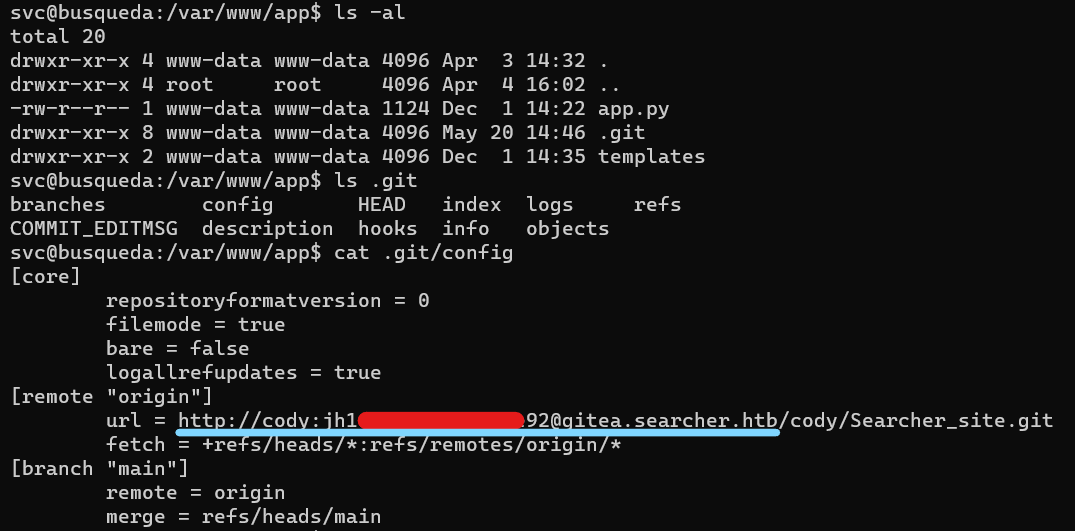 svc@busqueda:/var/www/app$ ls -al
total 20
drwxr-xr-x 4 www-data www-data 4096 Apr  3 14:32 .
drwxr-xr-x 4 root     root     4096 Apr  4 16:02 ..
-rw-r--r-- 1 www-data www-data 1124 Dec  1 14:22 app.py
drwxr-xr-x 8 www-data www-data 4096 May 20 14:46 .git
drwxr-xr-x 2 www-data www-data 4096 Dec  1 14:35 templates
svc@busqueda:/var/www/app$ ls .git
branches        config       HEAD   index  logs     refs
COMMIT_EDITMSG  description  hooks  info   objects
svc@busqueda:/var/www/app$ cat .git/config
[core]
        repositoryformatversion = 0
        filemode = true
        bare = false
        logallrefupdates = true
[remote "origin"]
        url = http://cody:jh1 92@gitea.searcher.htb/cody/Searcher_site.git
        fetch = +refs/heads/*:refs/remotes/origin/*
[branch "main"]
        remote = origin
        merge = refs/heads/main